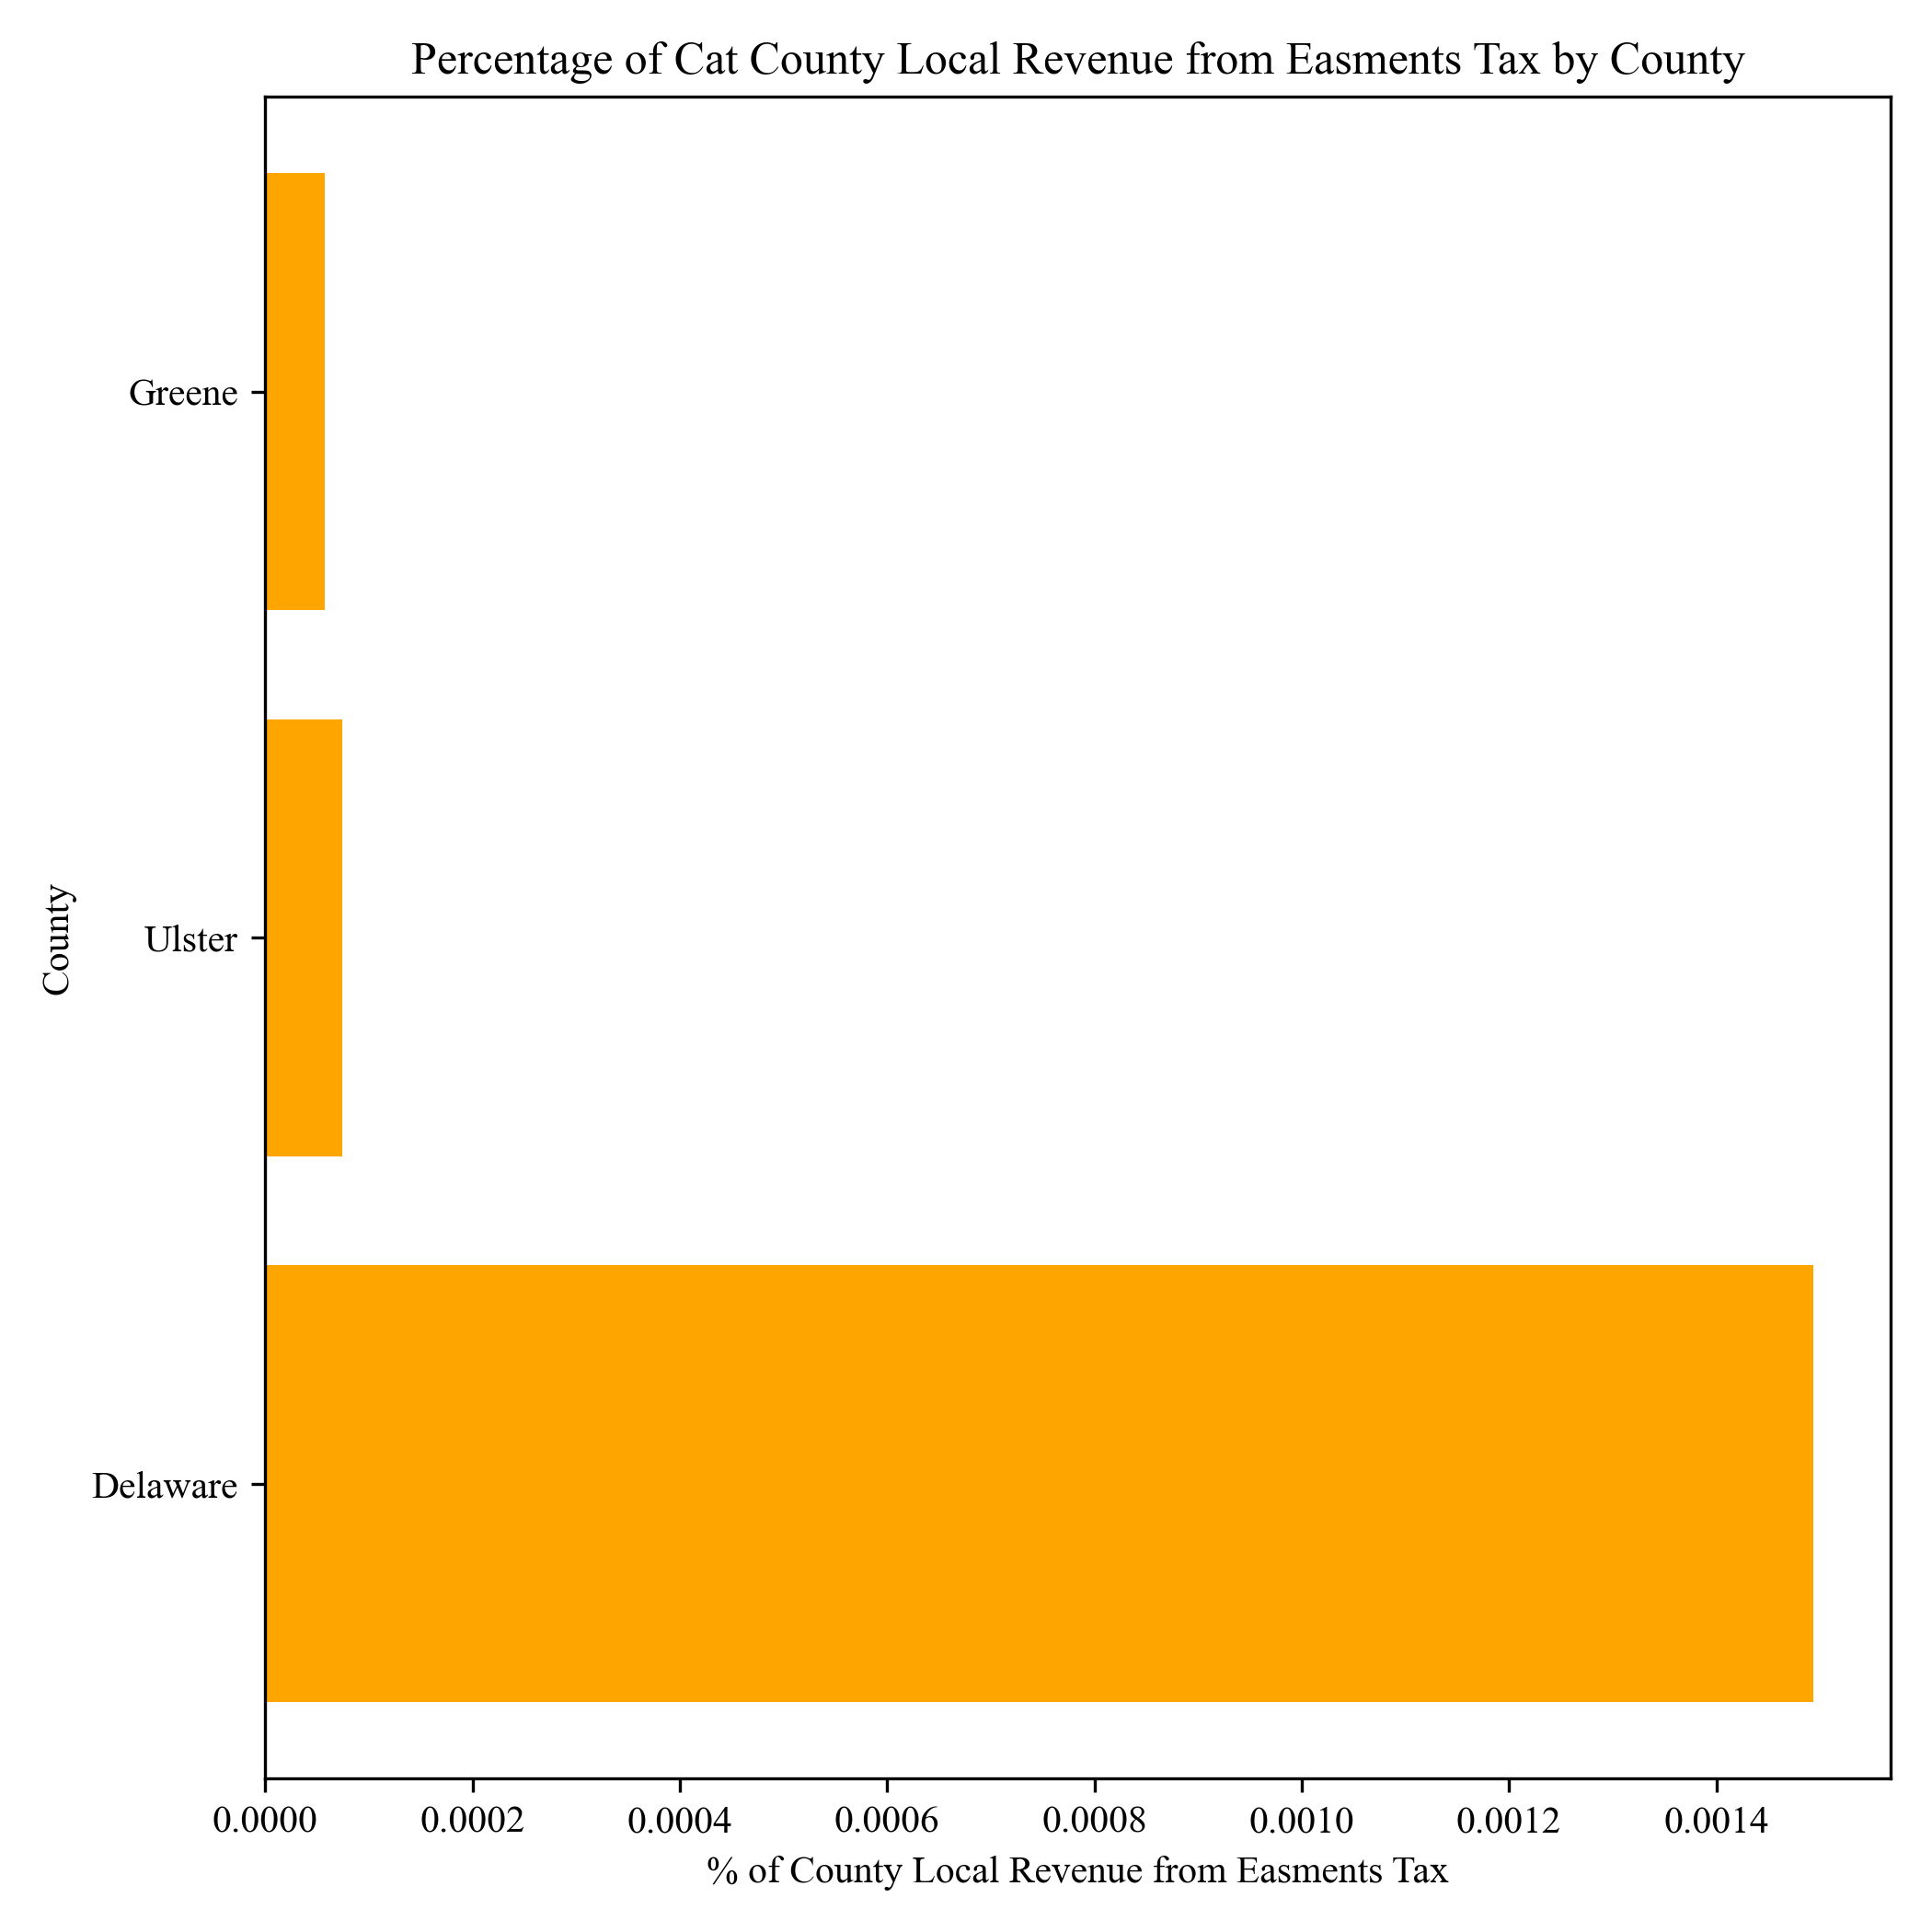 Percentage of Cat County Local Revenue from Easments Tax by County
Greene
Ulster
Delaware
County
0.0000 0.0002 0.0004 0.0006 0.0008 0.0010 0.0012 0.0014
% of County Local Revenue from Easments Tax